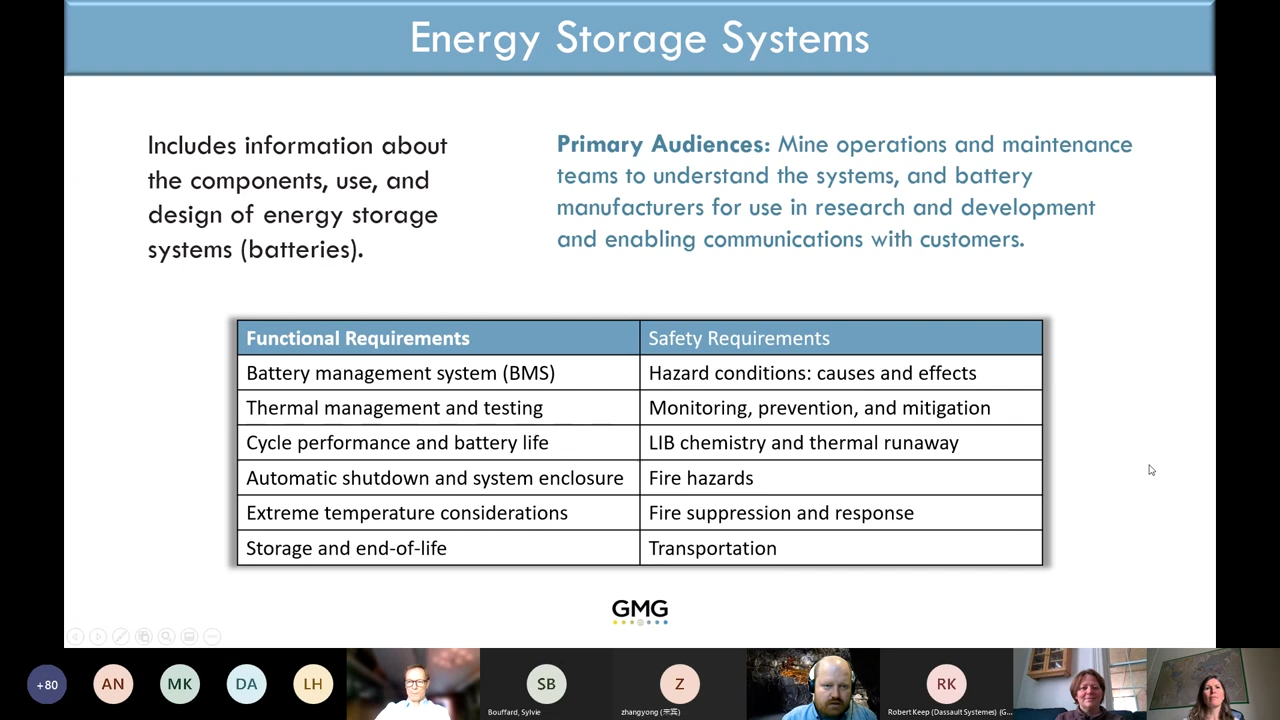 Energy Storage Systems
Includes information about
the components, use, and
design of energy storage
systems (batteries).
Primary Audiences: Mine operations and maintenance
teams to understand the systems, and battery
manufacturers for use in research and development
and enabling communications with customers.
Functional Requirements
Safety Requirements
Battery management system (BMS)
Hazard conditions: causes and effects
Thermal management and testing
Monitoring, prevention, and mitigation
Cycle performance and battery life
LIB chemistry and thermal runaway
Automatic shutdown and system enclosure
Fire hazards
Extreme temperature considerations
Fire suppression and response
Storage and end-of-life
Transportation
GMG
+80
AN
MK
DA
LH
SB
Bouffard, Sylvie
Z
zhangyong
RK
Robert Keep (Dassault Systemes) (G...